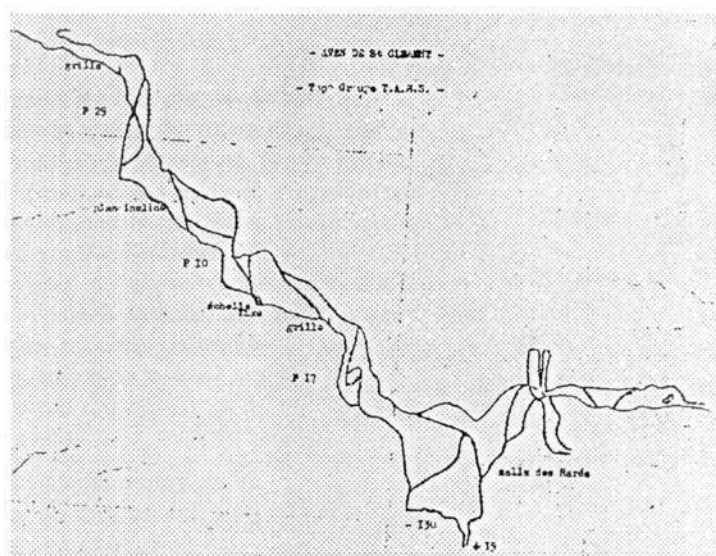 - AVEN DE St CLEMENT -
- Topo Groupe T.A.H.S. -
grille
P 25
plan incliné
P 10
échelle
fixe
grille
P 17
salle des
- 130
+ 15